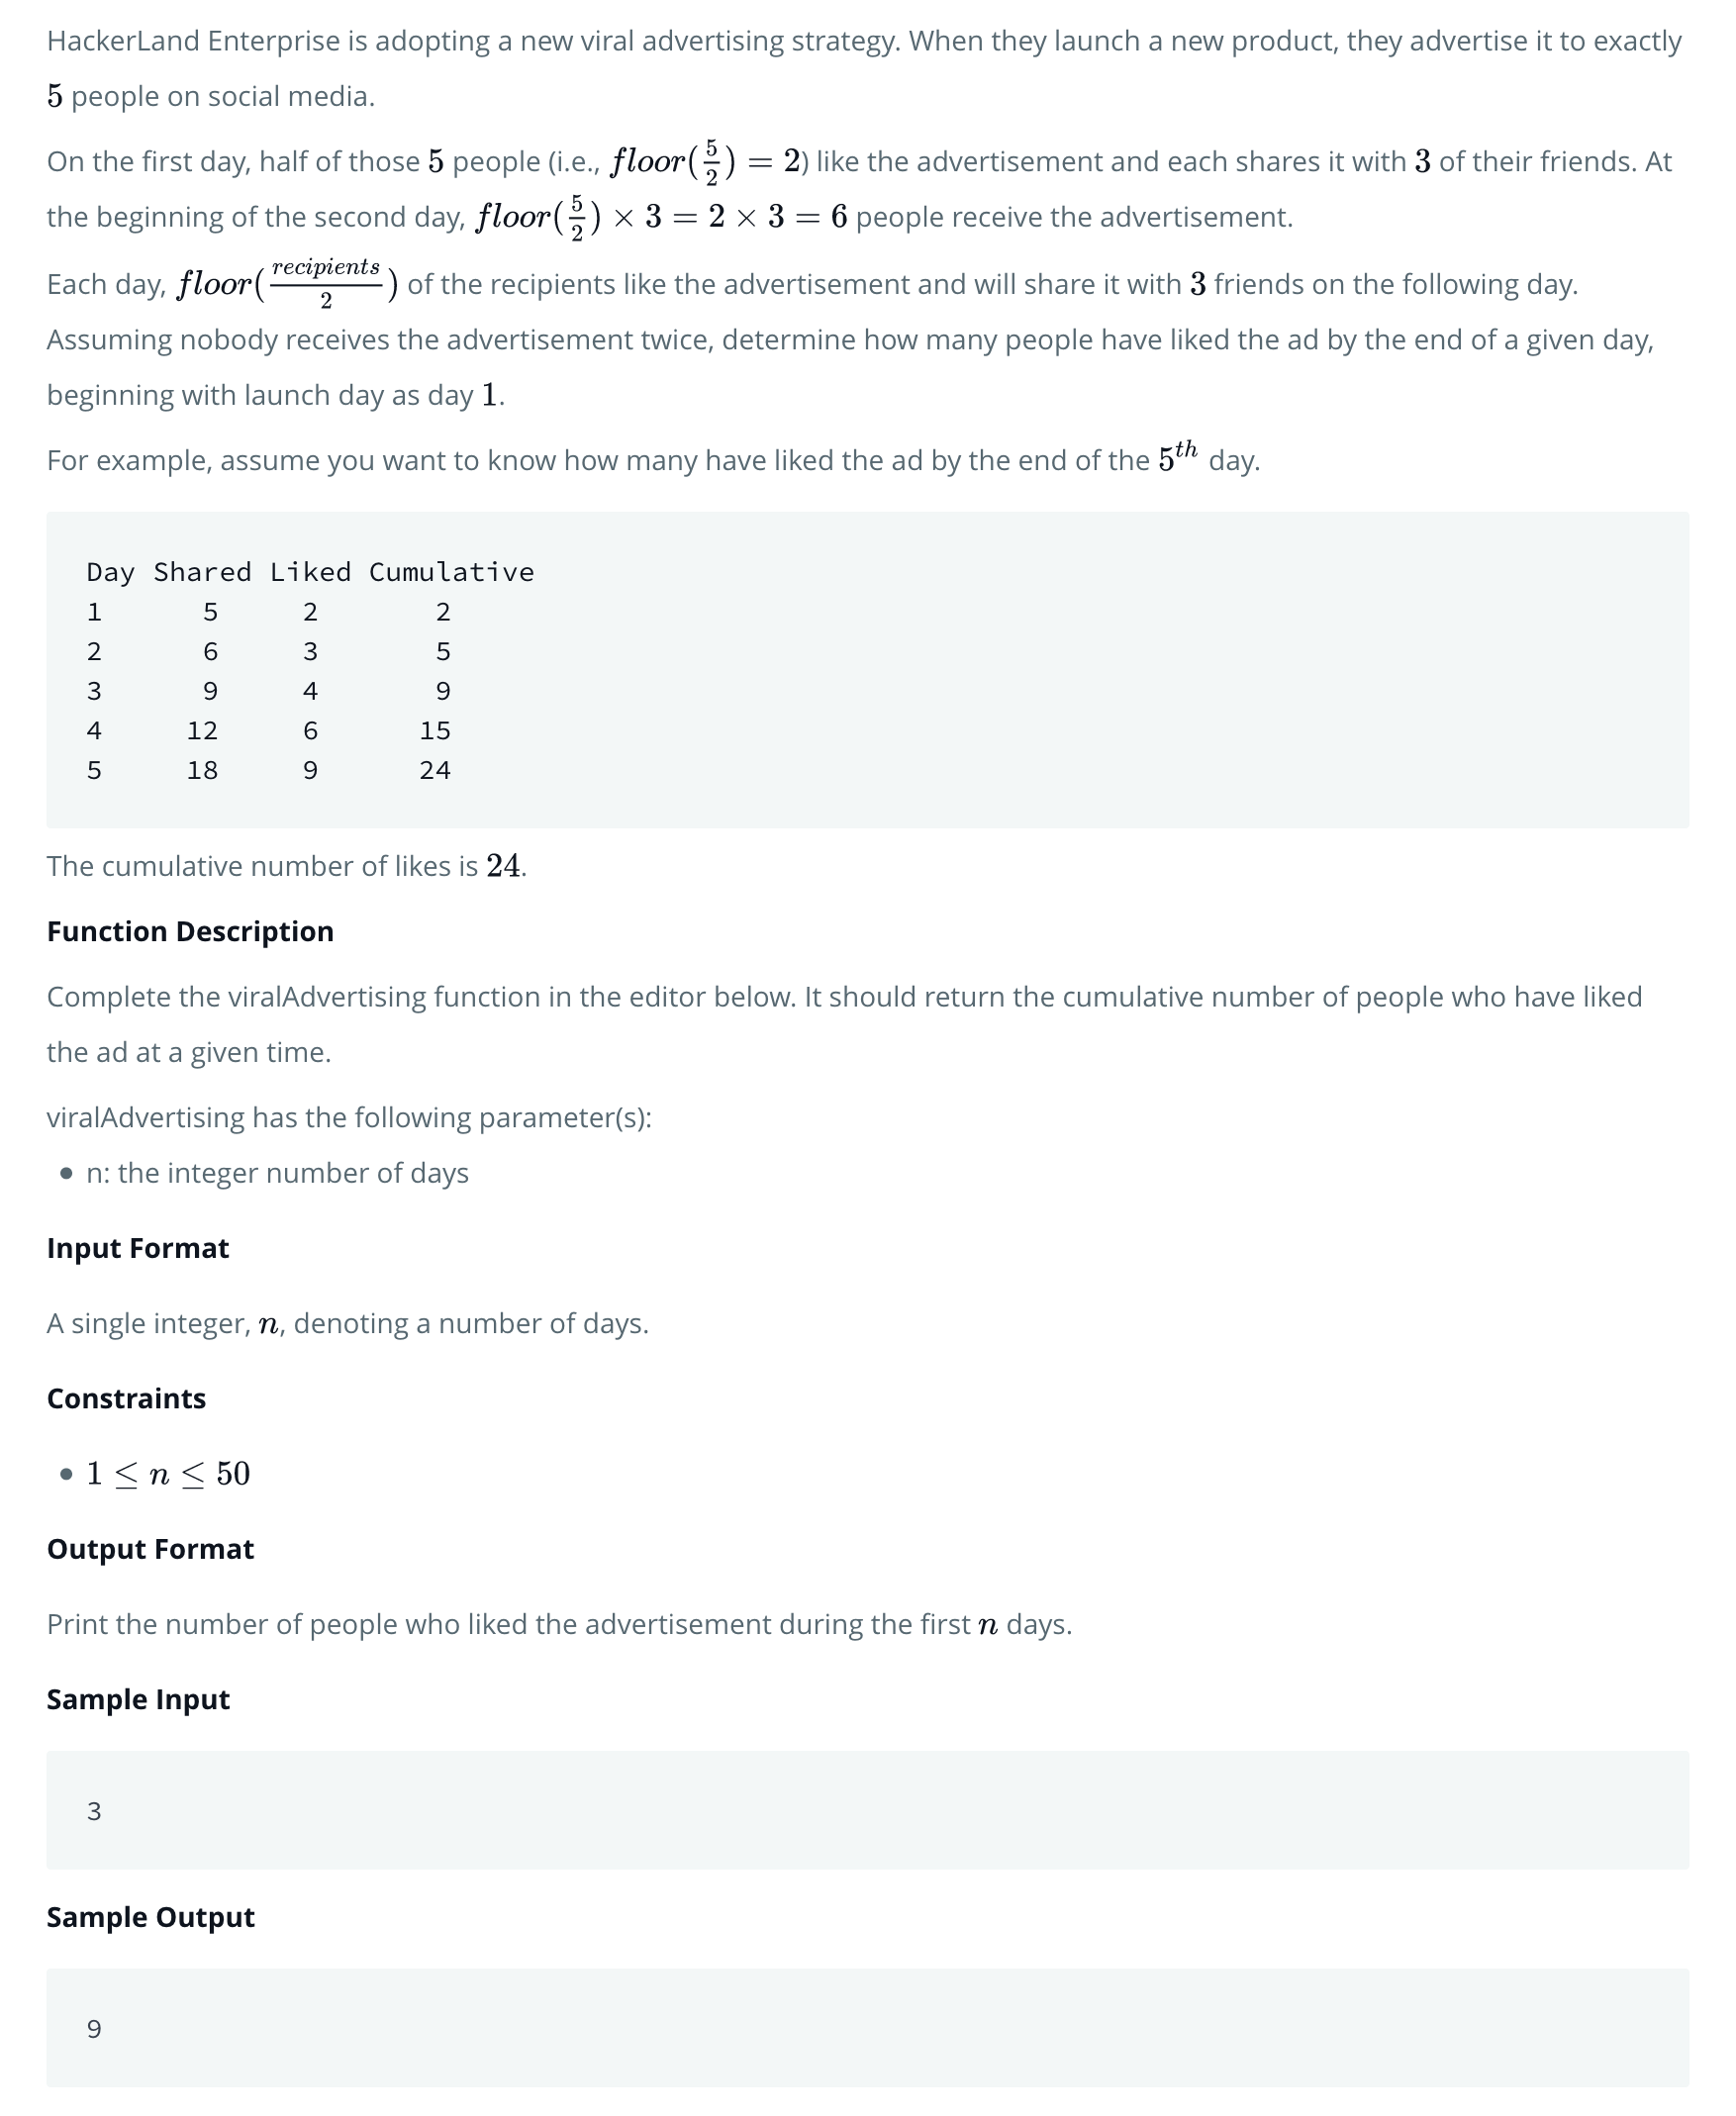 HackerLand Enterprise is adopting a new viral advertising strategy. When they launch a new product, they advertise it to exactly
5 people on social media.
On the first day, half of those 5 people (i.e., floor(5/2) = 2) like the advertisement and each shares it with 3 of their friends. At
the beginning of the second day, floor(5/2) × 3 = 2 × 3 = 6 people receive the advertisement.
Each day, floor(recipients/2) of the recipients like the advertisement and will share it with 3 friends on the following day.
Assuming nobody receives the advertisement twice, determine how many people have liked the ad by the end of a given day,
beginning with launch day as day 1.
For example, assume you want to know how many have liked the ad by the end of the 5th day.
Day Shared Liked Cumulative
1 5 2 2
2 6 3 5
3 9 4 9
4 12 6 15
5 18 9 24
The cumulative number of likes is 24.
Function Description
Complete the viralAdvertising function in the editor below. It should return the cumulative number of people who have liked
the ad at a given time.
viralAdvertising has the following parameter(s):
• n: the integer number of days
Input Format
A single integer, n, denoting a number of days.
Constraints
• 1 ≤ n ≤ 50
Output Format
Print the number of people who liked the advertisement during the first n days.
Sample Input
3
Sample Output
9